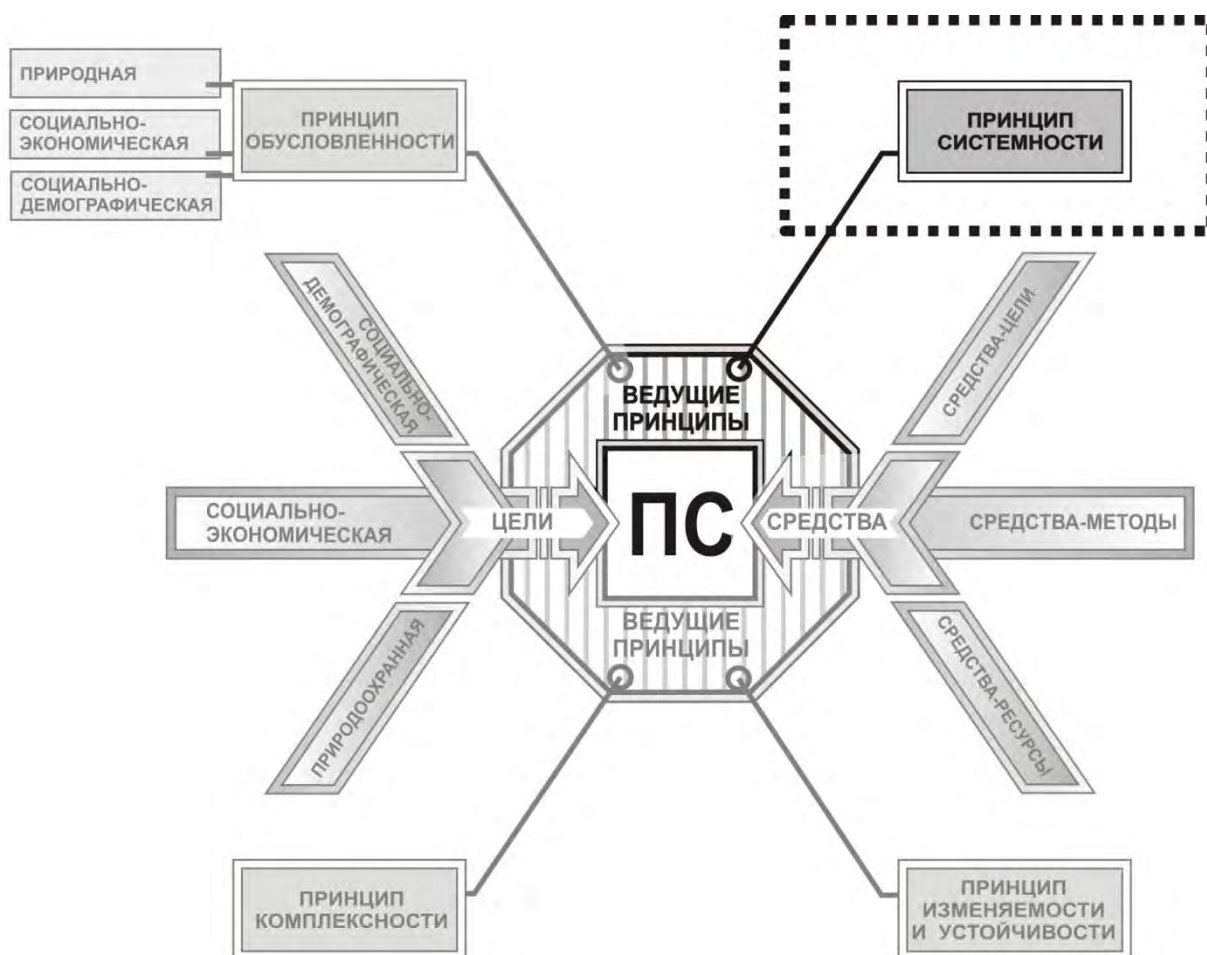 ПРИРОДНАЯ
СОЦИАЛЬНО-
ЭКОНОМИЧЕСКАЯ
СОЦИАЛЬНО-
ДЕМОГРАФИЧЕСКАЯ
ПРИНЦИП
ОБУСЛОВЛЕННОСТИ
ПРИНЦИП
СИСТЕМНОСТИ
СОЦИАЛЬНО-
ДЕМОГРАФИЧЕСКАЯ
СРЕДСТВА-ЦЕЛИ
ВЕДУЩИЕ
ПРИНЦИПЫ
СОЦИАЛЬНО-
ЭКОНОМИЧЕСКАЯ
ЦЕЛИ
ПС
СРЕДСТВА
СРЕДСТВА-МЕТОДЫ
ВЕДУЩИЕ
ПРИНЦИПЫ
ПРИРОДООХРАННАЯ
СРЕДСТВА-РЕСУРСЫ
ПРИНЦИП
КОМПЛЕКСНОСТИ
ПРИНЦИП
ИЗМЕНЯЕМОСТИ
И УСТОЙЧИВОСТИ